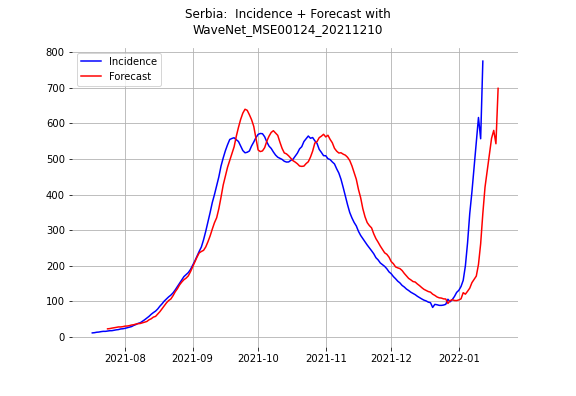 Serbia:  Incidence + Forecast with
WaveNet_MSE00124_20211210
Incidence
Forecast
800
700
600
500
400
300
200
100
0
2021-08 2021-09 2021-10 2021-11 2021-12 2022-01